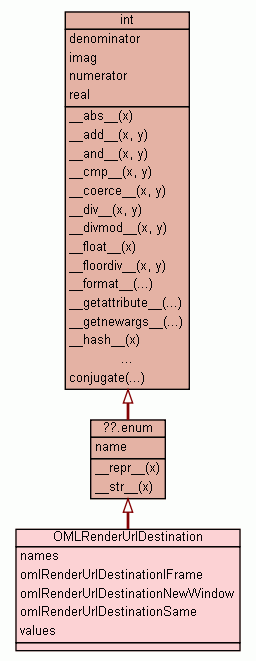 int
denominator
imag
numerator
real
__abs__(x)
__add__(x, y)
__and__(x, y)
__cmp__(x, y)
__coerce__(x, y)
__div__(x, y)
__divmod__(x, y)
__float__(x)
__floordiv__(x, y)
__format__(...)
__getattribute__(...)
__getnewargs__(...)
__hash__(x)
...
conjugate(...)
??.enum
name
__repr__(x)
__str__(x)
OMLRenderUrlDestination
names
omlRenderUrlDestinationIFrame
omlRenderUrlDestinationNewWindow
omlRenderUrlDestinationSame
values